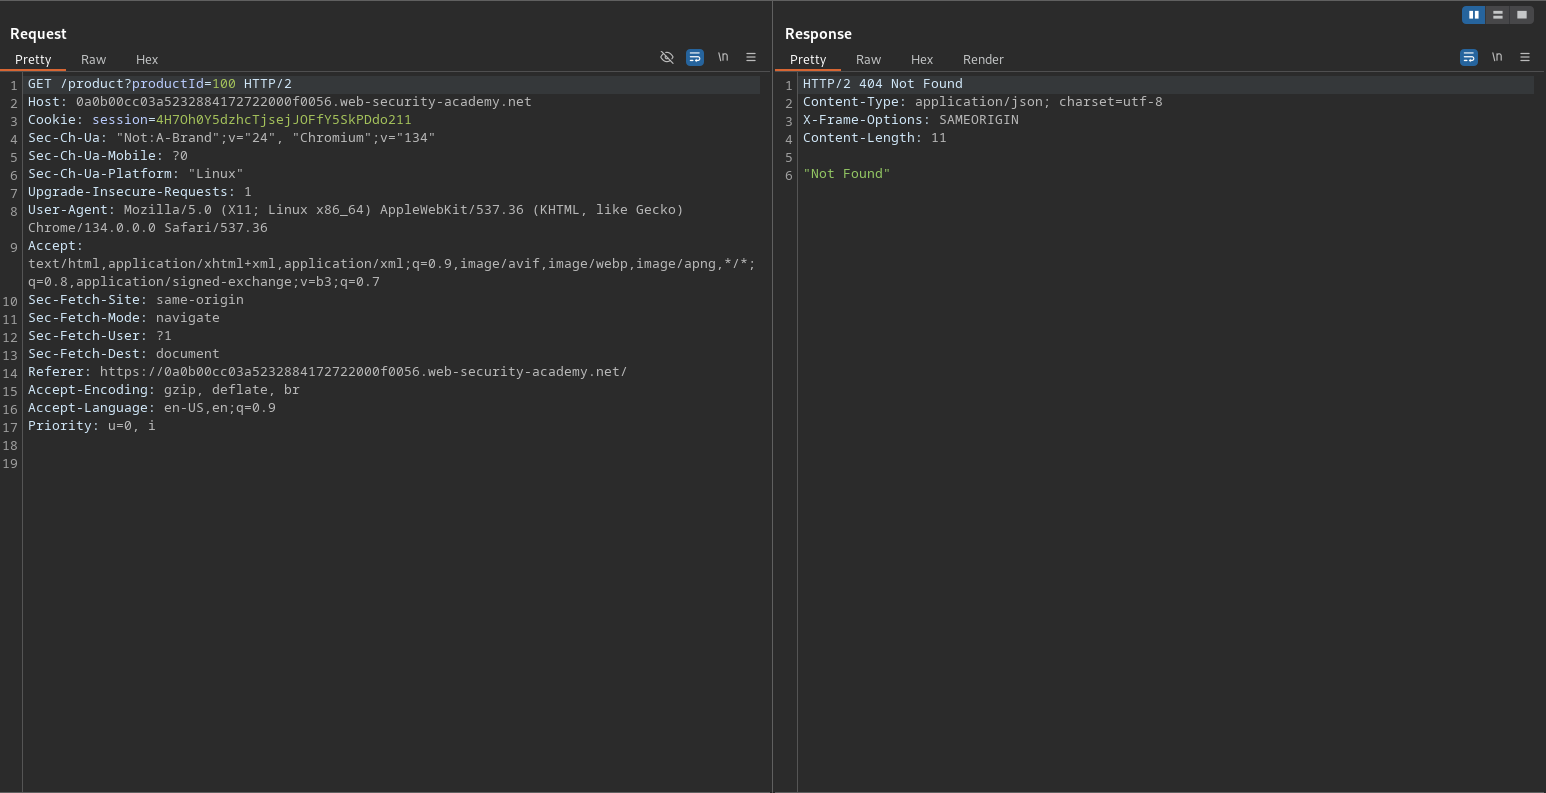 Request
Pretty Raw Hex \n
1 GET /product?productId=100 HTTP/2
2 Host: 0a0b00cc03a5232884172722000f0056.web-security-academy.net
3 Cookie: session=4H7Oh0Y5dzhcTjsejJOFfY5SkPDdo211
4 Sec-Ch-Ua: "Not:A-Brand";v="24", "Chromium";v="134"
5 Sec-Ch-Ua-Mobile: ?0
6 Sec-Ch-Ua-Platform: "Linux"
7 Upgrade-Insecure-Requests: 1
8 User-Agent: Mozilla/5.0 (X11; Linux x86_64) AppleWebKit/537.36 (KHTML, like Gecko)
Chrome/134.0.0.0 Safari/537.36
9 Accept:
text/html,application/xhtml+xml,application/xml;q=0.9,image/avif,image/webp,image/apng,*/*;
q=0.8,application/signed-exchange;v=b3;q=0.7
10 Sec-Fetch-Site: same-origin
11 Sec-Fetch-Mode: navigate
12 Sec-Fetch-User: ?1
13 Sec-Fetch-Dest: document
14 Referer: https://0a0b00cc03a5232884172722000f0056.web-security-academy.net/
15 Accept-Encoding: gzip, deflate, br
16 Accept-Language: en-US,en;q=0.9
17 Priority: u=0, i
18
19
Response
Pretty Raw Hex Render \n
1 HTTP/2 404 Not Found
2 Content-Type: application/json; charset=utf-8
3 X-Frame-Options: SAMEORIGIN
4 Content-Length: 11
5
6 "Not Found"